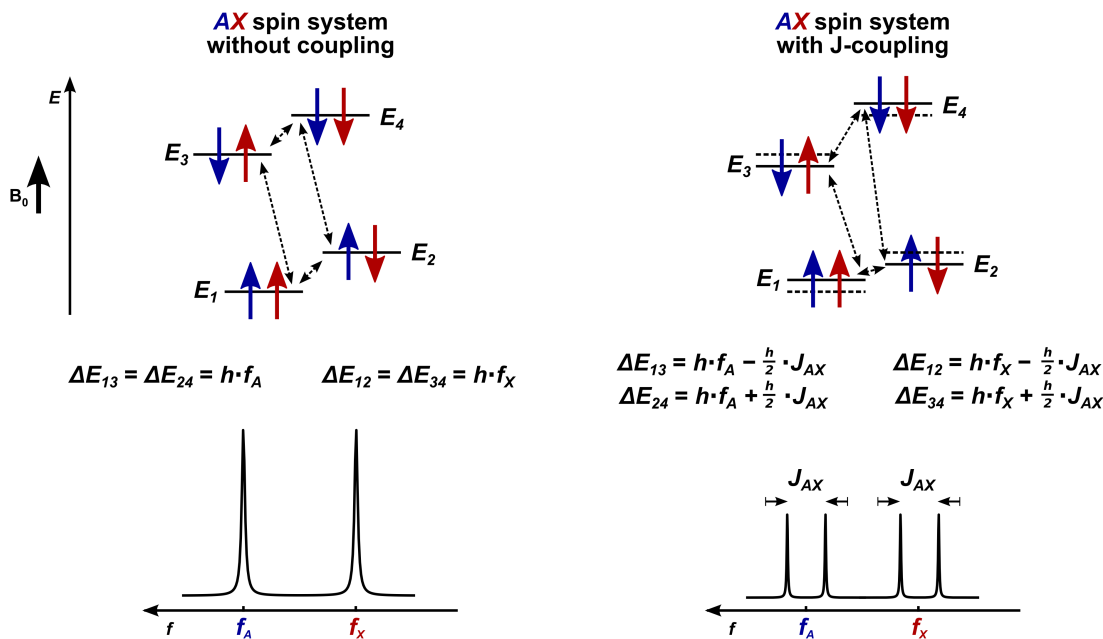 AX spin system
without coupling
AX spin system
with J-coupling
E
B0
E4
E3
E2
E1
E4
E3
E2
E1
ΔE13 = ΔE24 = h·fA
ΔE12 = ΔE34 = h·fX
ΔE13 = h·fA − h/2 ·JAX
ΔE24 = h·fA + h/2 ·JAX
ΔE12 = h·fX − h/2 ·JAX
ΔE34 = h·fX + h/2 ·JAX
JAX
JAX
f
fA
fX
f
fA
fX